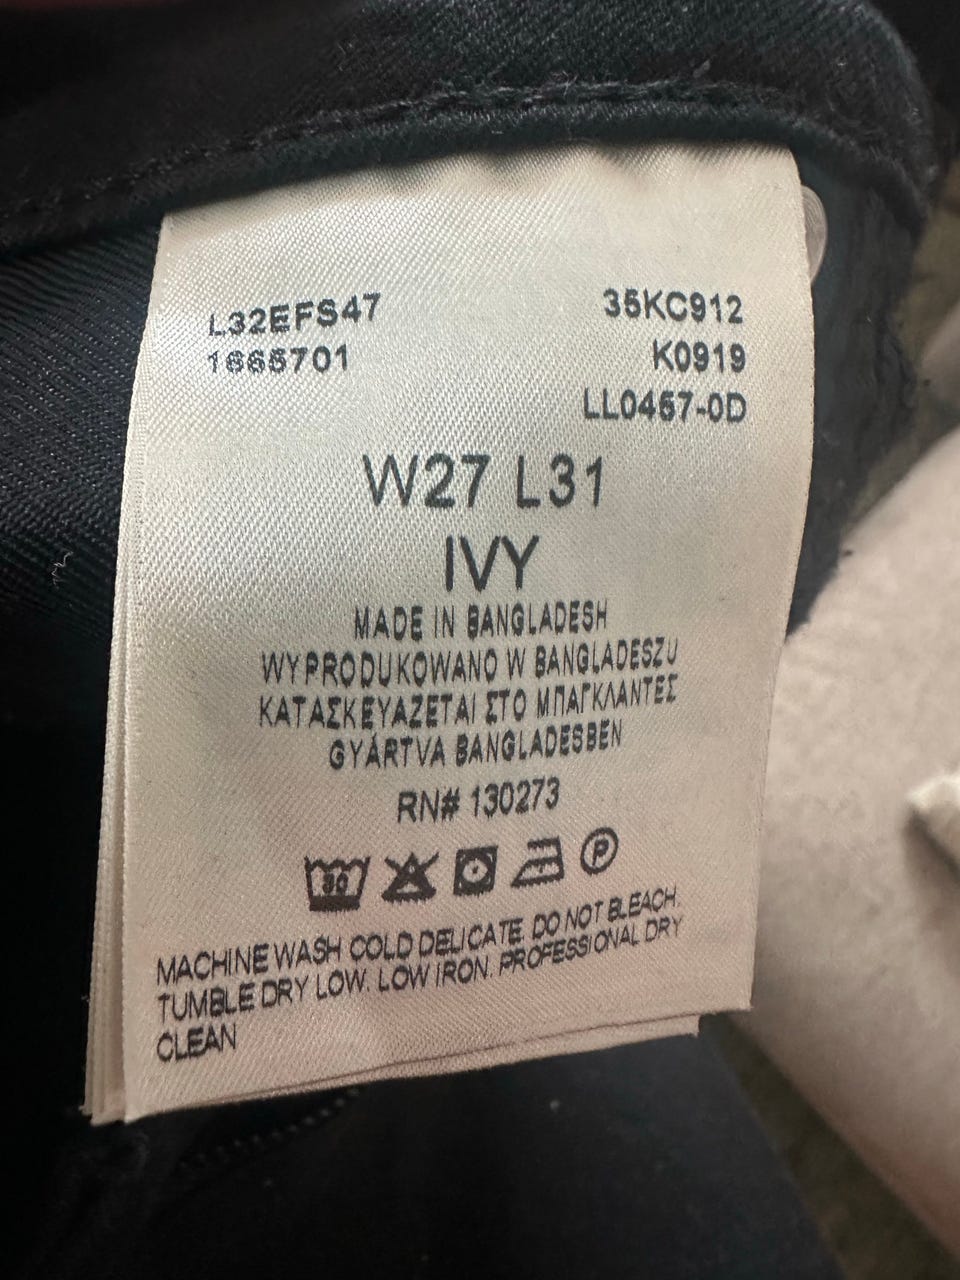 L32EFS47
1665701
35KC912
K0919
LL0457-0D
W27 L31
IVY
MADE IN BANGLADESH
WYPRODUKOWANO W BANGLADESZU
ΚΑΤΑΣΚΕΥΑΖΕΤΑΙ ΣΤΟ ΜΠΑΓΚΛΑΝΤΕΣ
GYÁRTVA BANGLADESBEN
RN# 130273
30
P
MACHINE WASH COLD DELICATE. DO NOT BLEACH.
TUMBLE DRY LOW. LOW IRON. PROFESSIONAL DRY
CLEAN